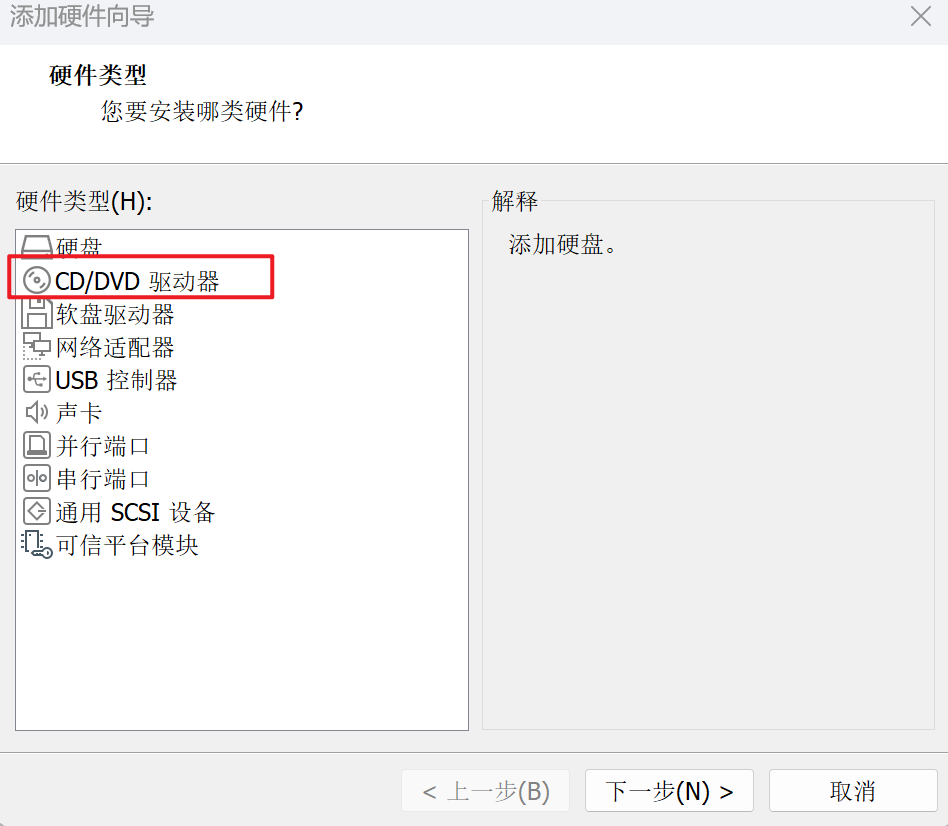 添加硬件向导
硬件类型
您要安装哪类硬件?
硬件类型(H):
硬盘
CD/DVD 驱动器
软盘驱动器
网络适配器
USB 控制器
声卡
并行端口
串行端口
通用 SCSI 设备
可信平台模块
解释
添加硬盘。
< 上一步(B)
下一步(N) >
取消